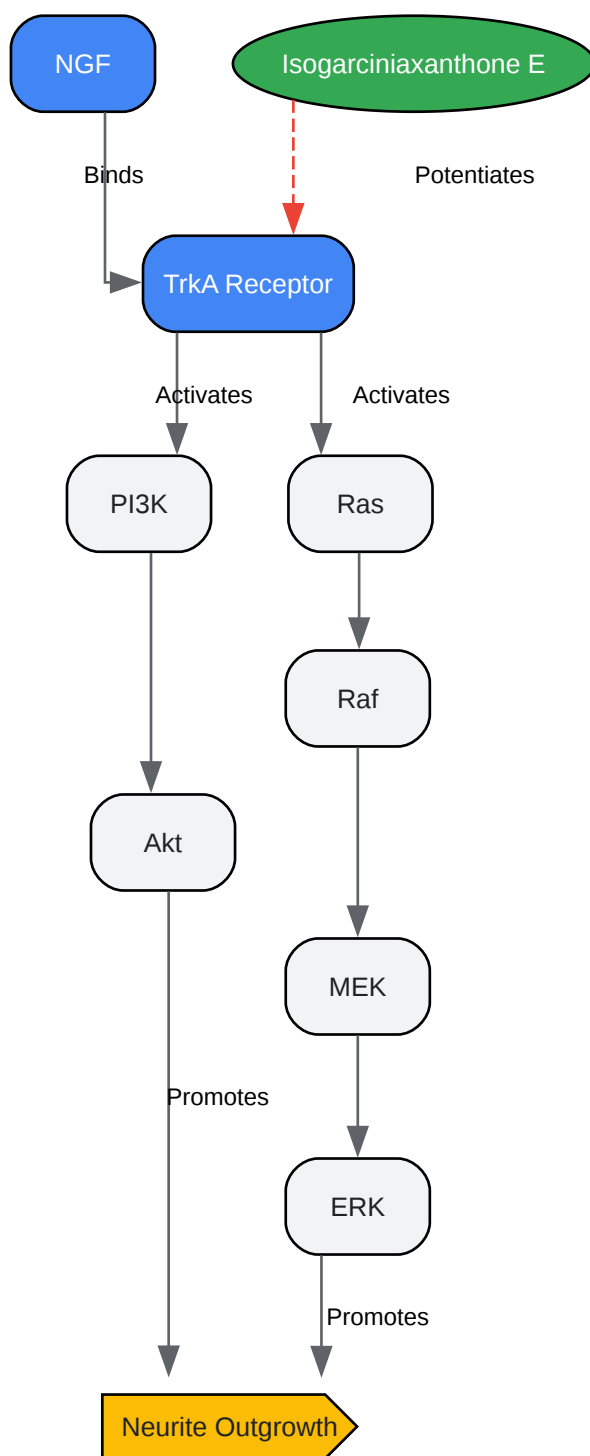 NGF
Isogarciniaxanthone E
Binds
Potentiates
TrkA Receptor
Activates
Activates
PI3K
Ras
Raf
Akt
MEK
Promotes
ERK
Promotes
Neurite Outgrowth